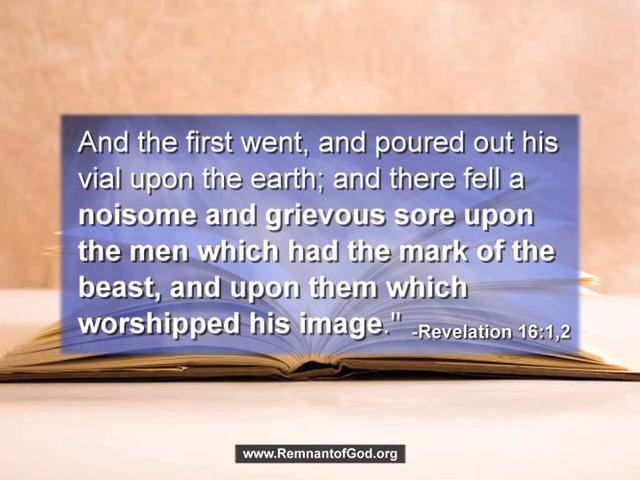 And the first went, and poured out his
vial upon the earth; and there fell a
noisome and grievous sore upon
the men which had the mark of the
beast, and upon them which
worshipped his image." -Revelation 16:1,2
www.RemnantofGod.org